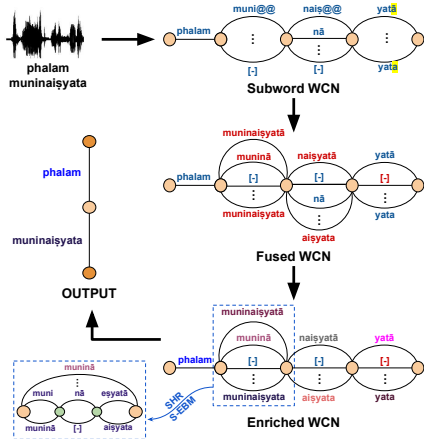 phalam
muninaiṣyata
phalam
muni@@
⋮
[-]
naiṣ@@
nā
⋮
[-]
yatā
⋮
yata
Subword WCN
phalam
muninaiṣyatā
muninā
[-]
⋮
muninaiṣyata
naiṣyatā
[-]
nā
⋮
aiṣyata
yatā
[-]
⋮
yata
Fused WCN
phalam
muninaiṣyata
OUTPUT
phalam
muninaiṣyatā
muninā
[-]
⋮
muninaiṣyata
naiṣyatā
[-]
⋮
aiṣyata
yatā
[-]
⋮
yata
Enriched WCN
SHR
S-EBM
muninā
⋮
muni
nā
eṣyatā
muninā
[-]
aiṣyata